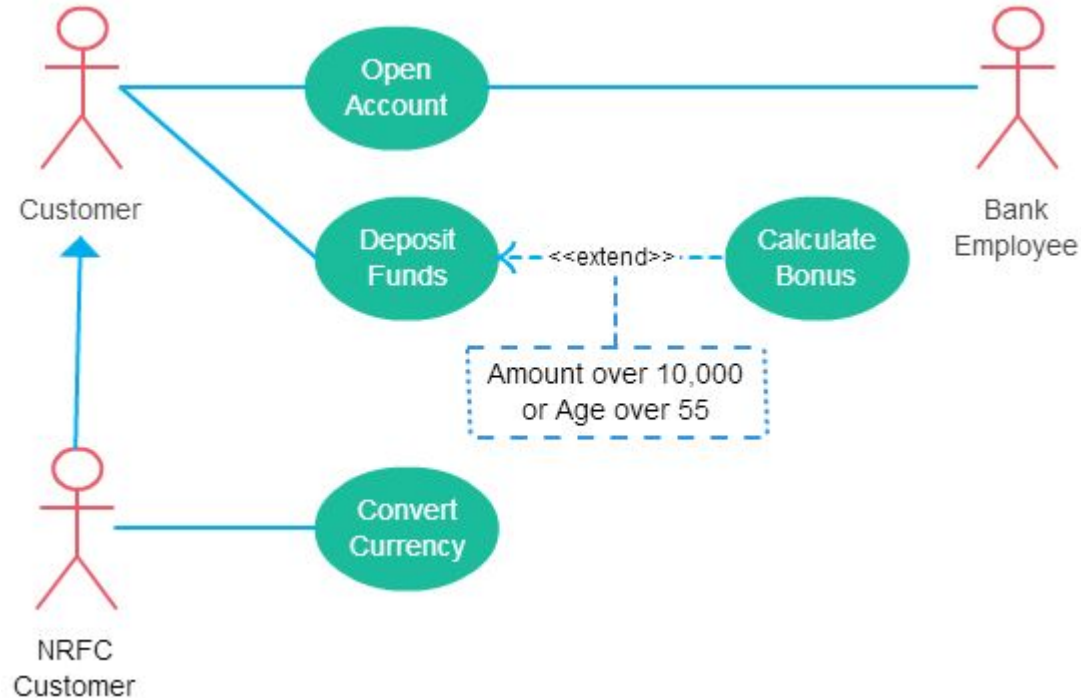 Open
Account
Customer
Bank
Employee
Deposit
Funds
<<extend>>
Calculate
Bonus
Amount over 10,000
or Age over 55
Convert
Currency
NRFC
Customer